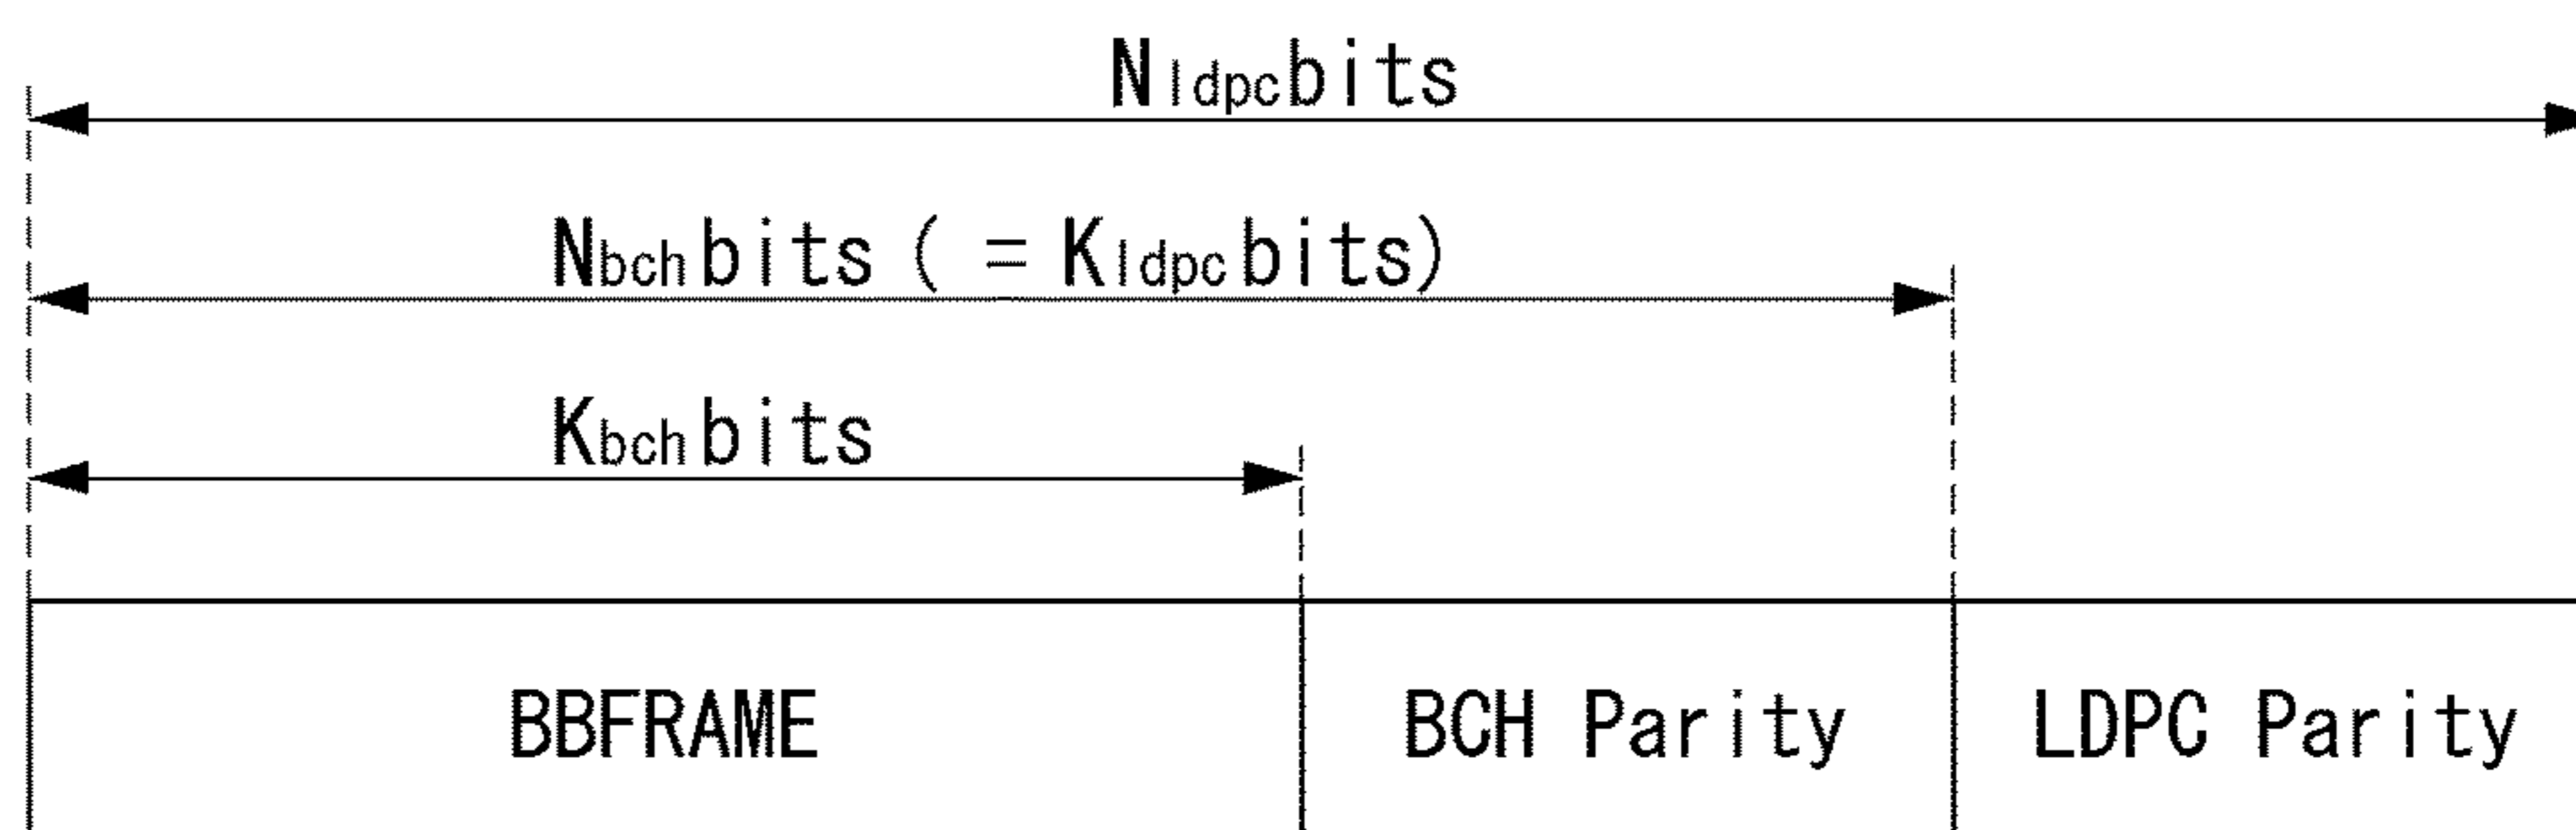 Nldpcbits
Nbchbits ( = Kldpcbits)
Kbchbits
BBFRAME BCH Parity LDPC Parity